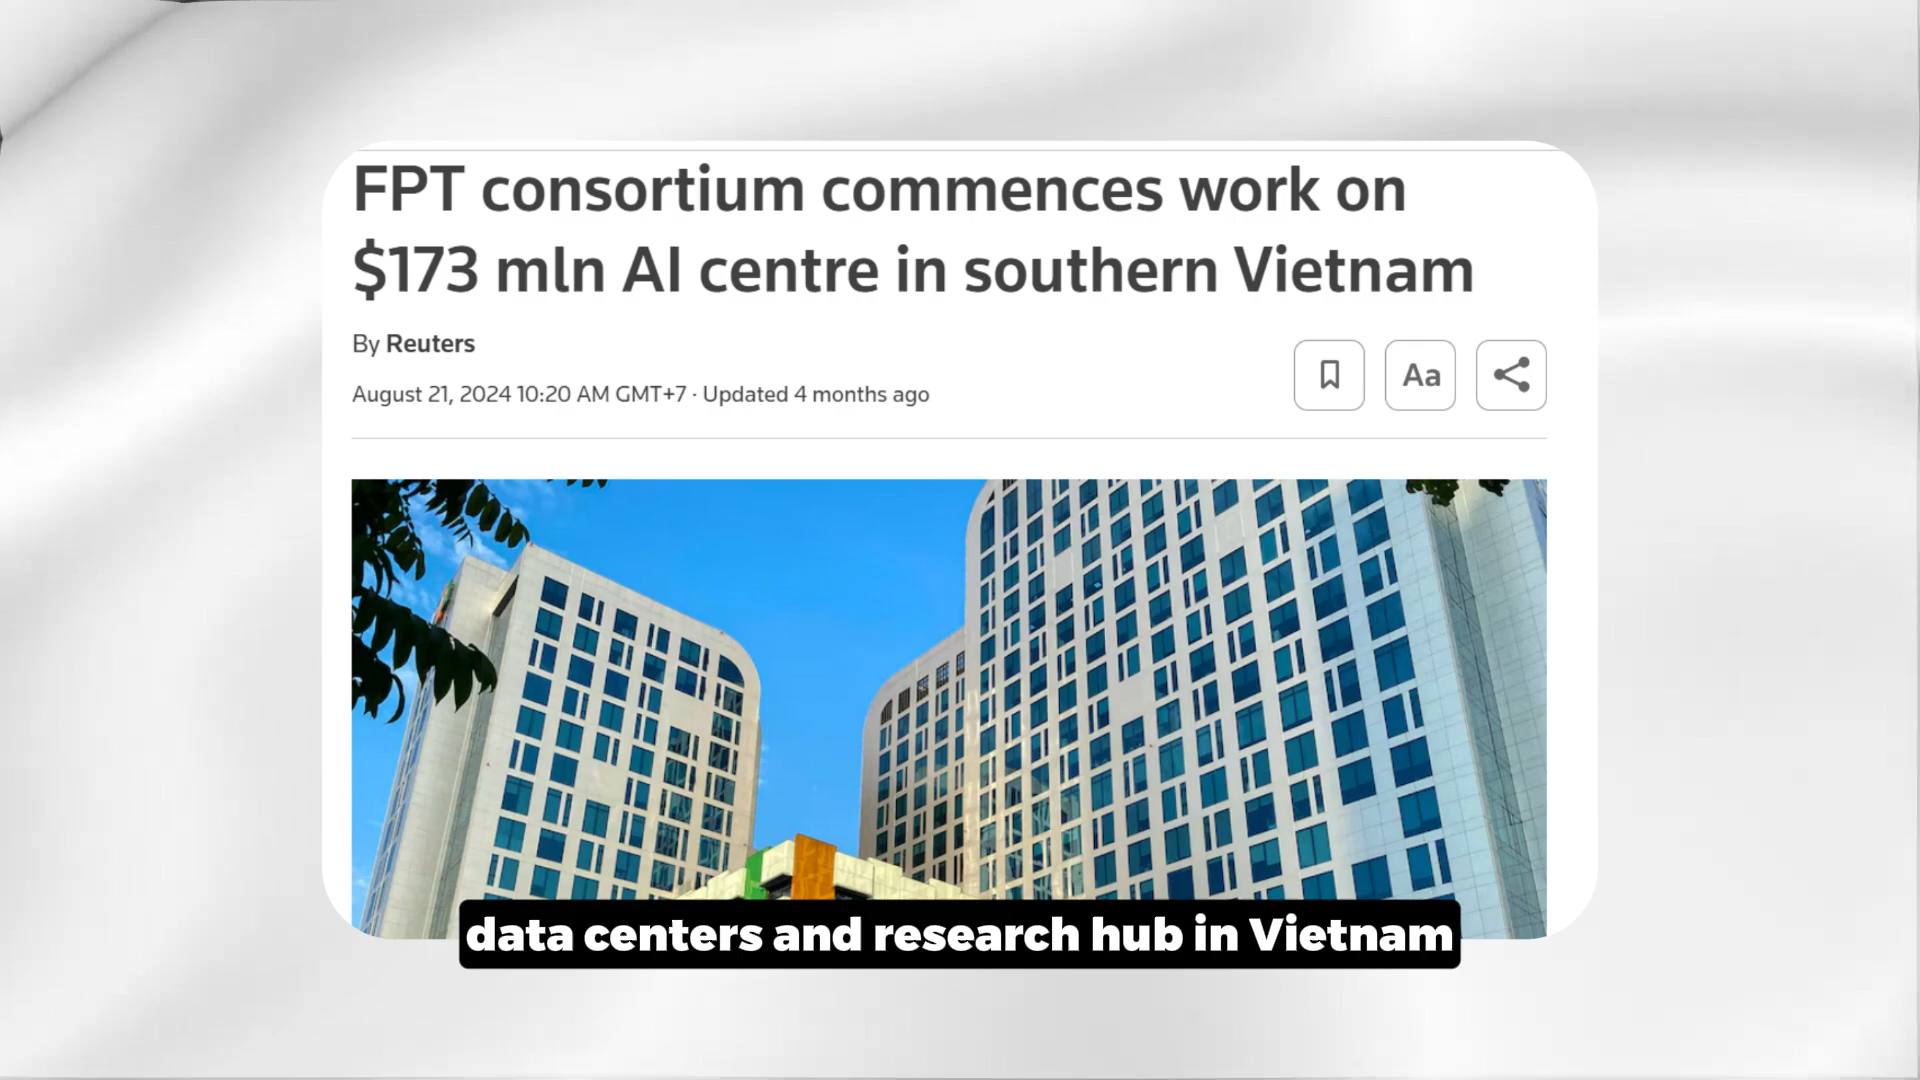 FPT consortium commences work on
$173 mln AI centre in southern Vietnam
By Reuters
August 21, 2024 10:20 AM GMT+7 · Updated 4 months ago
Aa
data centers and research hub in Vietnam